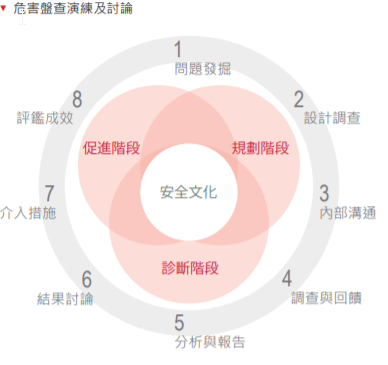 ▼ 危害盤查演練及討論
1
問題發掘
2
設計調查
3
內部溝通
4
調查與回饋
5
分析與報告
6
結果討論
7
介入措施
8
評鑑成效
促進階段
規劃階段
安全文化
診斷階段